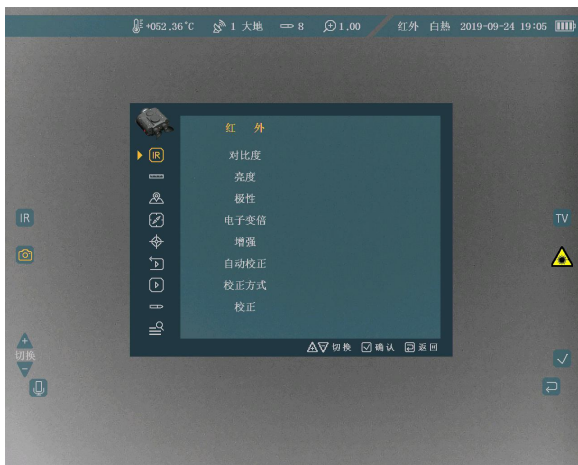 +052.36℃ 1 大地 8 1.00 红外 白热 2019-09-24 19:05
红 外
IR 对比度
亮度
极性
IR 电子变倍 TV
增强
自动校正
校正方式
校正
切换 确认 返回
+
切换
−